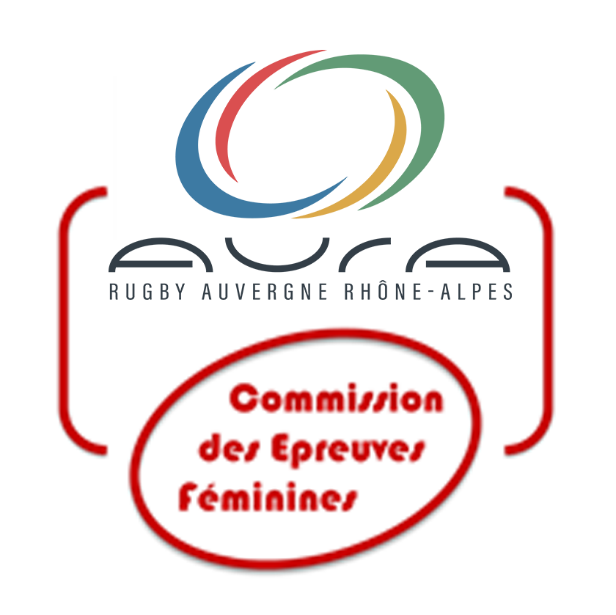 AURA
RUGBY AUVERGNE RHÔNE-ALPES
Commission
des Epreuves
Féminines